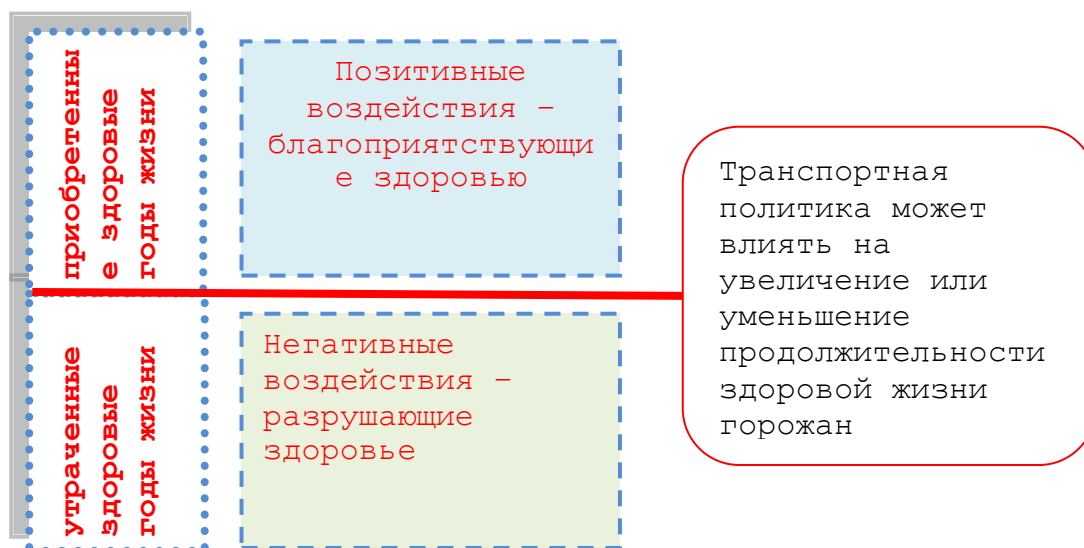 приобретенны
е здоровые
годы жизни
Позитивные
воздействия –
благоприятствующи
е здоровью
утраченные
здоровые
годы жизни
Негативные
воздействия –
разрушающие
здоровье
Транспортная
политика может
влиять на
увеличение или
уменьшение
продолжительности
здоровой жизни
горожан